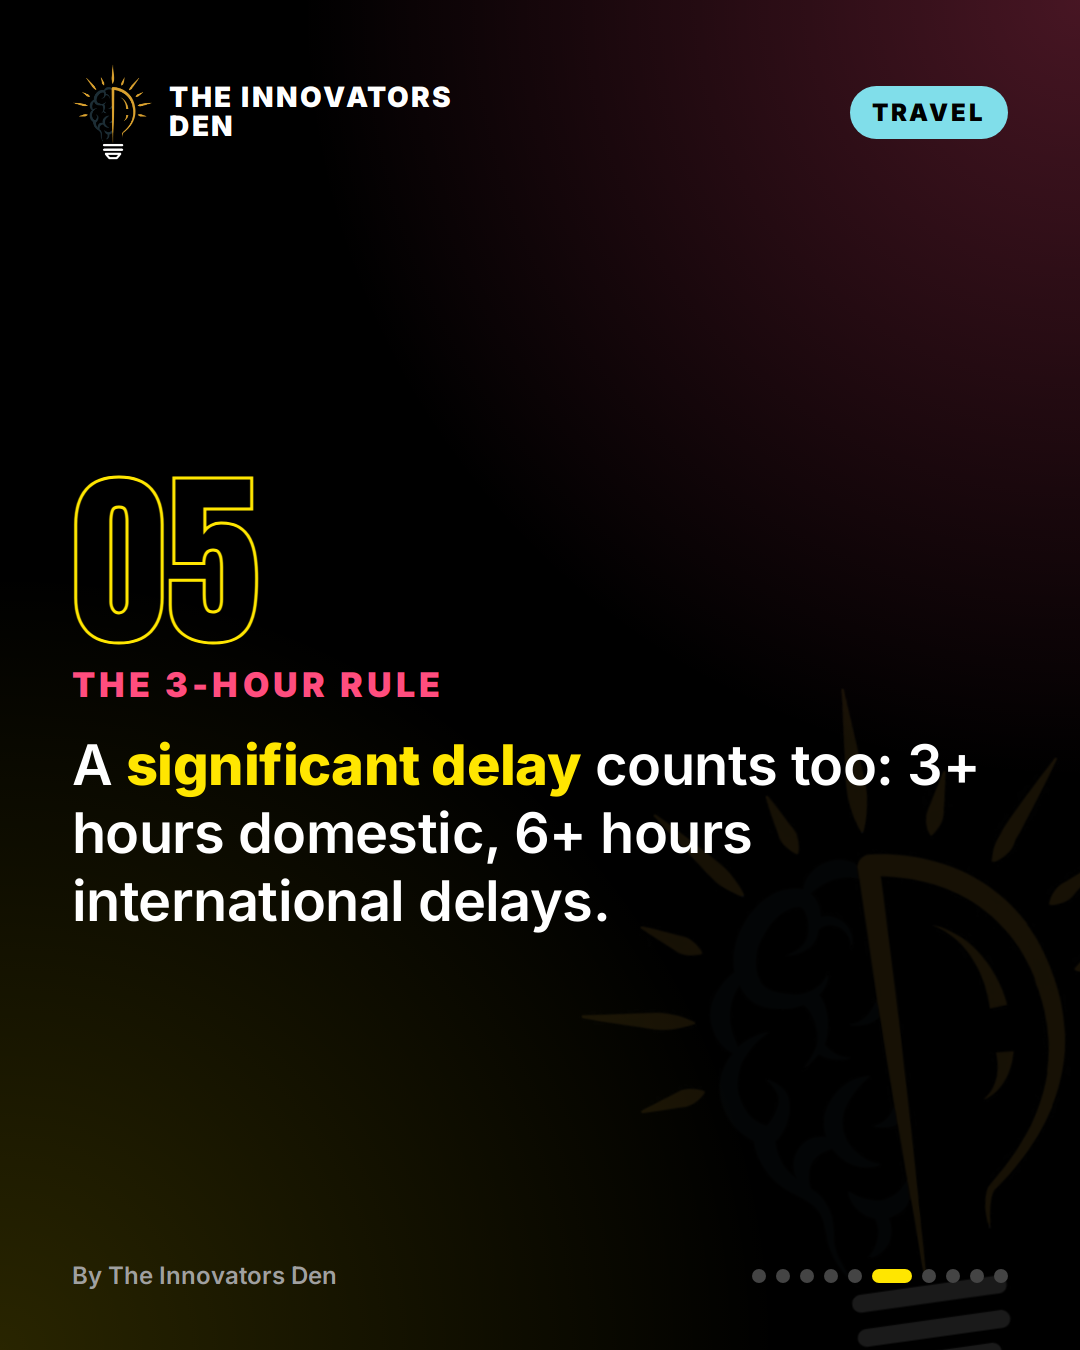 THE INNOVATORS
DEN
TRAVEL
05
THE 3-HOUR RULE
A significant delay counts too: 3+
hours domestic, 6+ hours
international delays.
By The Innovators Den